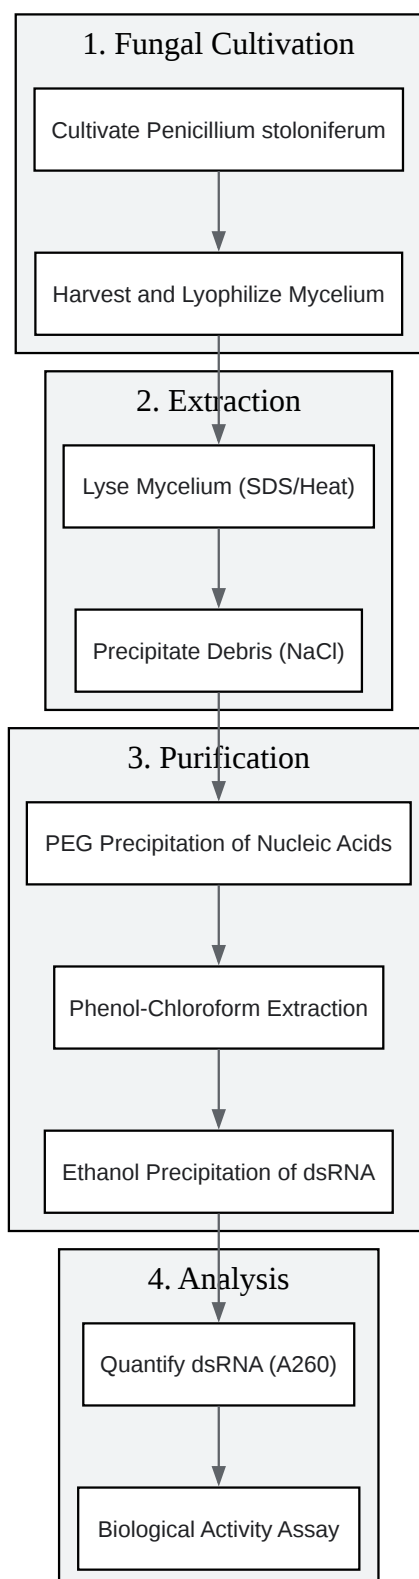 1. Fungal Cultivation
Cultivate Penicillium stoloniferum
Harvest and Lyophilize Mycelium
2. Extraction
Lyse Mycelium (SDS/Heat)
Precipitate Debris (NaCl)
3. Purification
PEG Precipitation of Nucleic Acids
Phenol-Chloroform Extraction
Ethanol Precipitation of dsRNA
4. Analysis
Quantify dsRNA (A260)
Biological Activity Assay